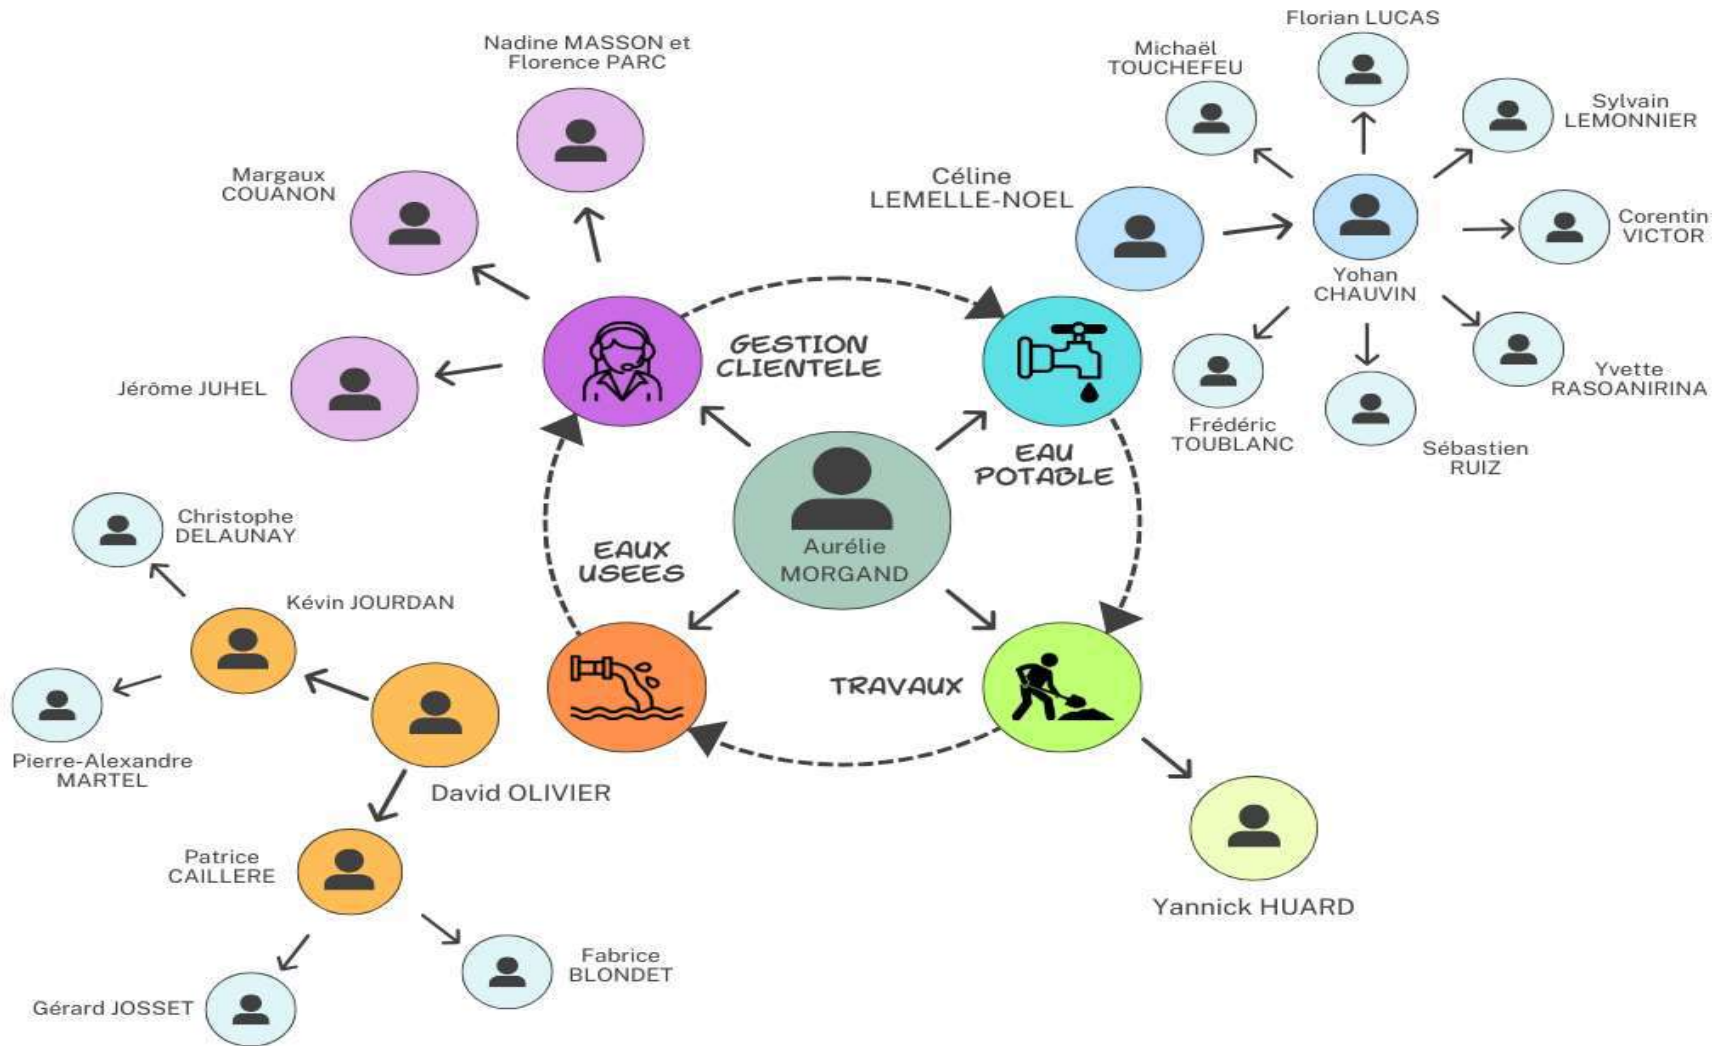 Nadine MASSON et
Florence PARC
Margaux
COUANON
Jérôme JUHEL
GESTION
CLIENTELE
Florian LUCAS
Michaël
TOUCHEFEU
Sylvain
LEMONNIER
Céline
LEMELLE-NOEL
Corentin
VICTOR
Yohan
CHAUVIN
Yvette
RASOANIRINA
Frédéric
TOUBLANC
Sébastien
RUIZ
EAU
POTABLE
Aurélie
MORGAND
EAUX
USEES
TRAVAUX
Christophe
DELAUNAY
Kévin JOURDAN
Pierre-Alexandre
MARTEL
David OLIVIER
Patrice
CAILLERE
Gérard JOSSET
Fabrice
BLONDET
Yannick HUARD